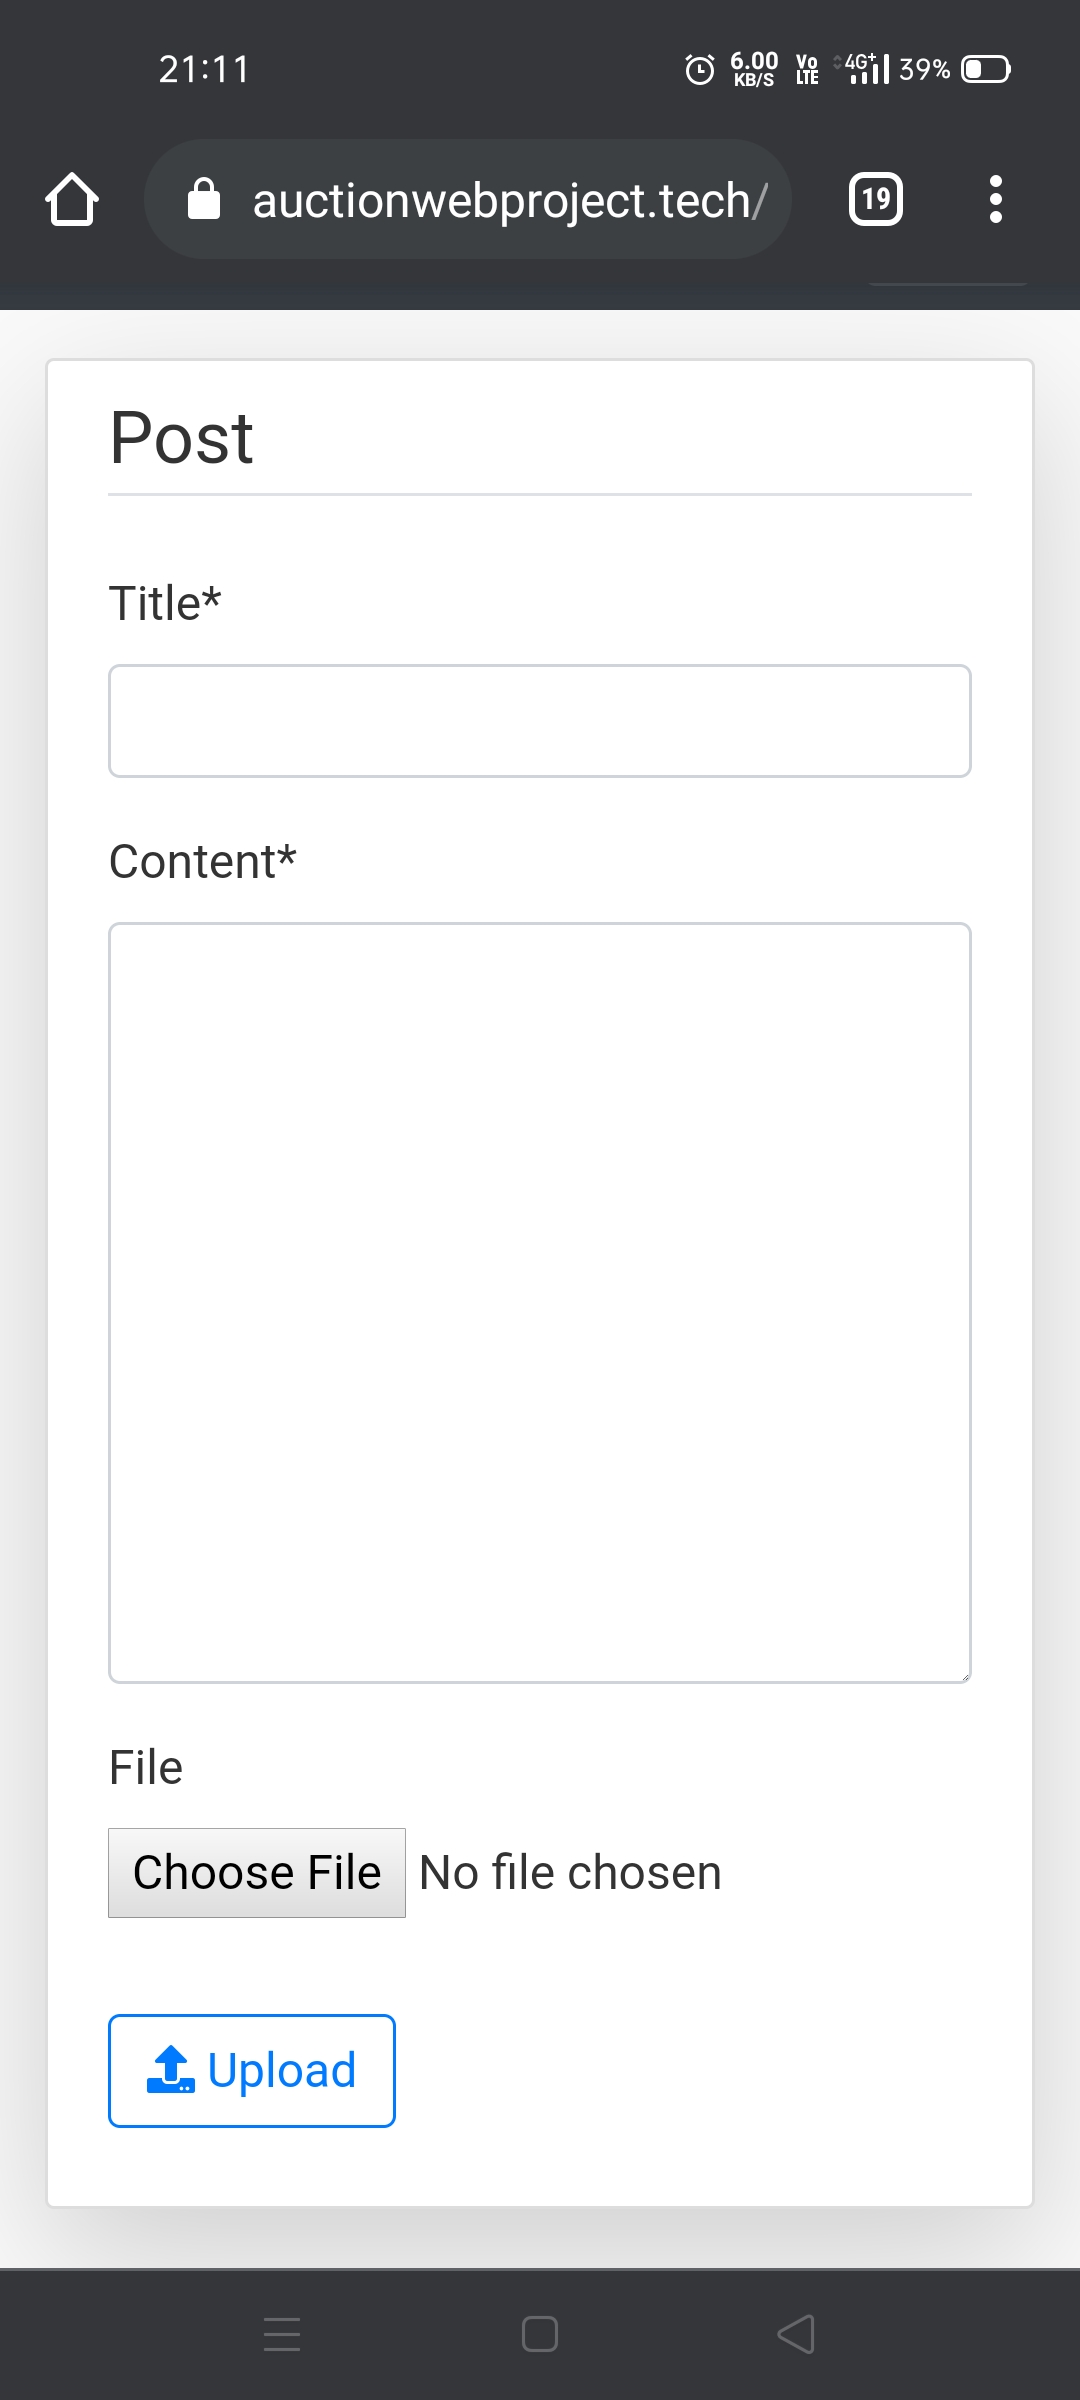 21:11 6.00 KB/S Vo LTE 4G+ 39%
auctionwebproject.tech/ 19
Post
Title*
Content*
File
Choose File No file chosen
Upload